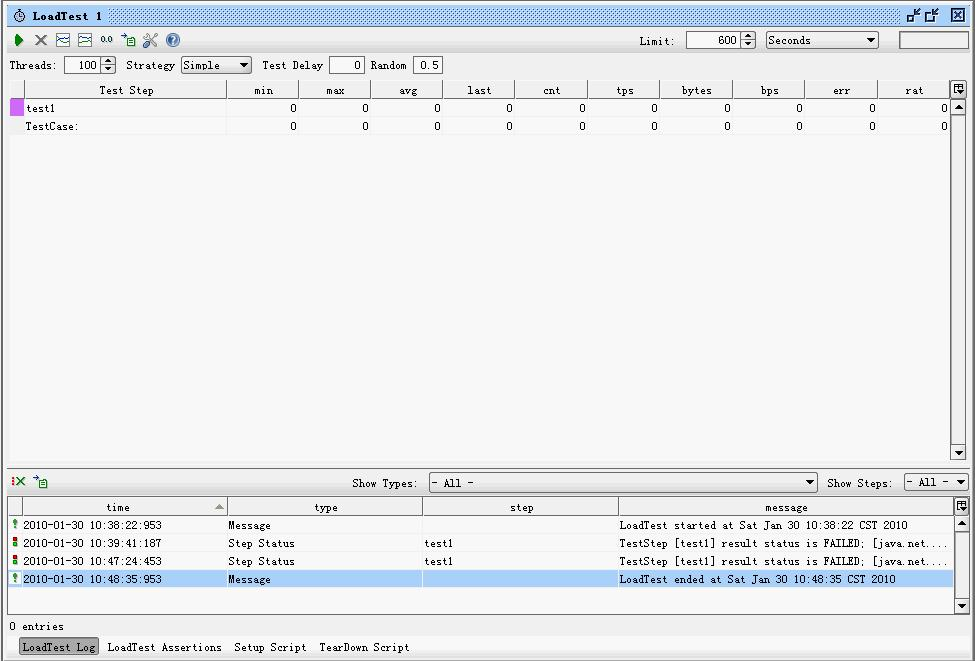 LoadTest 1
0.0 Limit: 600 Seconds
Threads: 100 Strategy Simple Test Delay 0 Random 0.5
Test Step min max avg last cnt tps bytes bps err rat
test1 0 0 0 0 0 0 0 0 0 0
TestCase: 0 0 0 0 0 0 0 0 0 0
Show Types: - All - Show Steps: - All -
time type step message
2010-01-30 10:38:22:953 Message LoadTest started at Sat Jan 30 10:38:22 CST 2010
2010-01-30 10:39:41:187 Step Status test1 TestStep [test1] result status is FAILED; [java.net....
2010-01-30 10:47:24:453 Step Status test1 TestStep [test1] result status is FAILED; [java.net....
2010-01-30 10:48:35:953 Message LoadTest ended at Sat Jan 30 10:48:35 CST 2010
0 entries
LoadTest Log LoadTest Assertions Setup Script TearDown Script